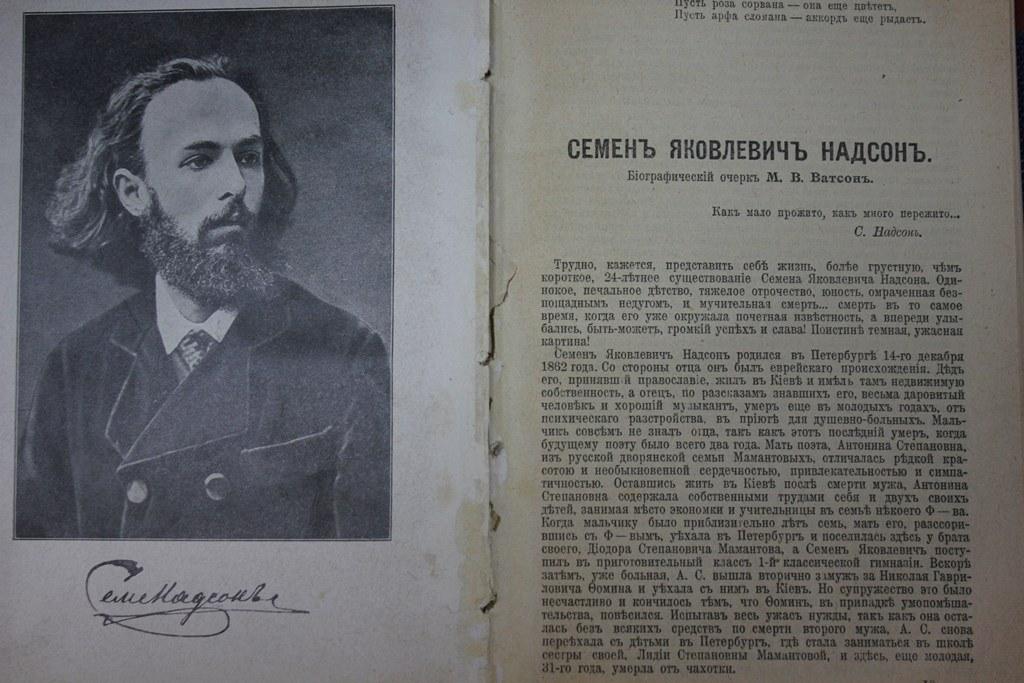 СемНадсонъ
Пусть роза сорвана — она еще цвѣтетъ,
Пусть арфа сломана — аккордъ еще рыдаетъ.
СЕМЕНЪ ЯКОВЛЕВИЧЪ НАДСОНЪ.
Біографическій очеркъ М. В. Ватсонъ.
Какъ мало прожито, какъ много пережито...
С. Надсонъ.
Трудно, кажется, представить себѣ жизнь, болѣе грустную, чѣмъ
короткое, 24-лѣтнее существованіе Семена Яковлевича Надсона. Оди-
нокое, печальное дѣтство, тяжелое отрочество, юность, омраченная без-
пощаднымъ недугомъ, и мучительная смерть... смерть въ то самое
время, когда его уже окружала почетная извѣстность, а впереди улы-
бались, быть-можетъ, громкій успѣхъ и слава! Поистинѣ темная, ужасная
картина!
Семенъ Яковлевичъ Надсонъ родился въ Петербургѣ 14-го декабря
1862 года. Со стороны отца онъ былъ еврейскаго происхожденія. Дѣдъ
его, принявшій православіе, жилъ въ Кіевѣ и имѣлъ тамъ недвижимую
собственность, а отецъ, по разсказамъ знавшихъ его, весьма даровитый
человѣкъ и хорошій музыкантъ, умеръ еще въ молодыхъ годахъ, отъ
психическаго разстройства, въ пріютѣ для душевно-больныхъ. Маль-
чикъ совсѣмъ не зналъ отца, такъ какъ этотъ послѣдній умеръ, когда
будущему поэту было всего два года. Мать поэта, Антонина Степановна,
изъ русской дворянской семьи Мамантовыхъ, отличалась рѣдкой кра-
сотою и необыкновенной сердечностью, привлекательностью и симпа-
тичностью. Оставшись жить въ Кіевѣ послѣ смерти мужа, Антонина
Степановна содержала собственными трудами себя и двухъ своихъ
дѣтей, занимая мѣсто экономки и учительницы въ семьѣ нѣкоего Ф — ва.
Когда мальчику было приблизительно лѣтъ семь, мать его, разссори-
вшись съ Ф — вымъ, уѣхала въ Петербургъ и поселилась здѣсь у брата
своего, Діодора Степановича Мамантова, а Семенъ Яковлевичъ посту-
пилъ въ приготовительный классъ 1-й классической гимназіи. Вскорѣ
затѣмъ, уже больная, А. С. вышла вторично замужъ за Николая Гаври-
ловича Ѳомина и уѣхала съ нимъ въ Кіевъ. Но супружество это было
несчастливо и кончилось тѣмъ, что Ѳоминъ, въ припадкѣ умопомѣша-
тельства, повѣсился. Испытавъ весь ужасъ нужды, такъ какъ она оста-
лась безъ всякихъ средствъ по смерти второго мужа, А. С. снова
переѣхала съ дѣтьми въ Петербургъ, гдѣ стала заниматься въ школѣ
сестры своей, Лидіи Степановны Мамантовой, и здѣсь, еще молодая,
31-го года, умерла отъ чахотки.